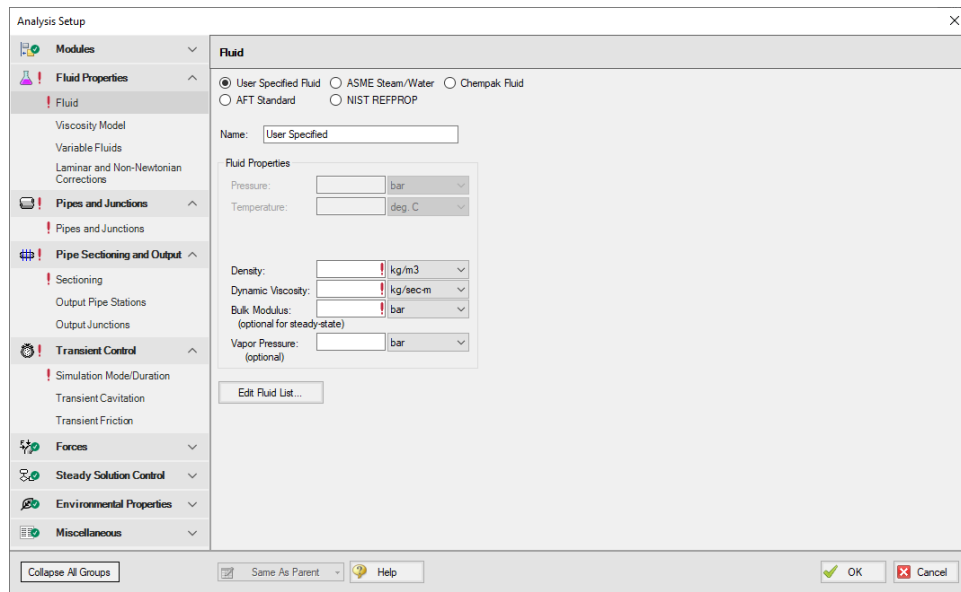 Analysis Setup
Modules
Fluid Properties
Fluid
Viscosity Model
Variable Fluids
Laminar and Non-Newtonian
Corrections
Pipes and Junctions
Pipes and Junctions
Pipe Sectioning and Output
Sectioning
Output Pipe Stations
Output Junctions
Transient Control
Simulation Mode/Duration
Transient Cavitation
Transient Friction
Forces
Steady Solution Control
Environmental Properties
Miscellaneous
Collapse All Groups
Fluid
User Specified Fluid ASME Steam/Water Chempak Fluid
AFT Standard NIST REFPROP
Name: User Specified
Fluid Properties
Pressure: bar
Temperature: deg. C
Density: kg/m3
Dynamic Viscosity: kg/sec-m
Bulk Modulus: bar
(optional for steady-state)
Vapor Pressure: bar
(optional)
Edit Fluid List...
Same As Parent Help OK Cancel